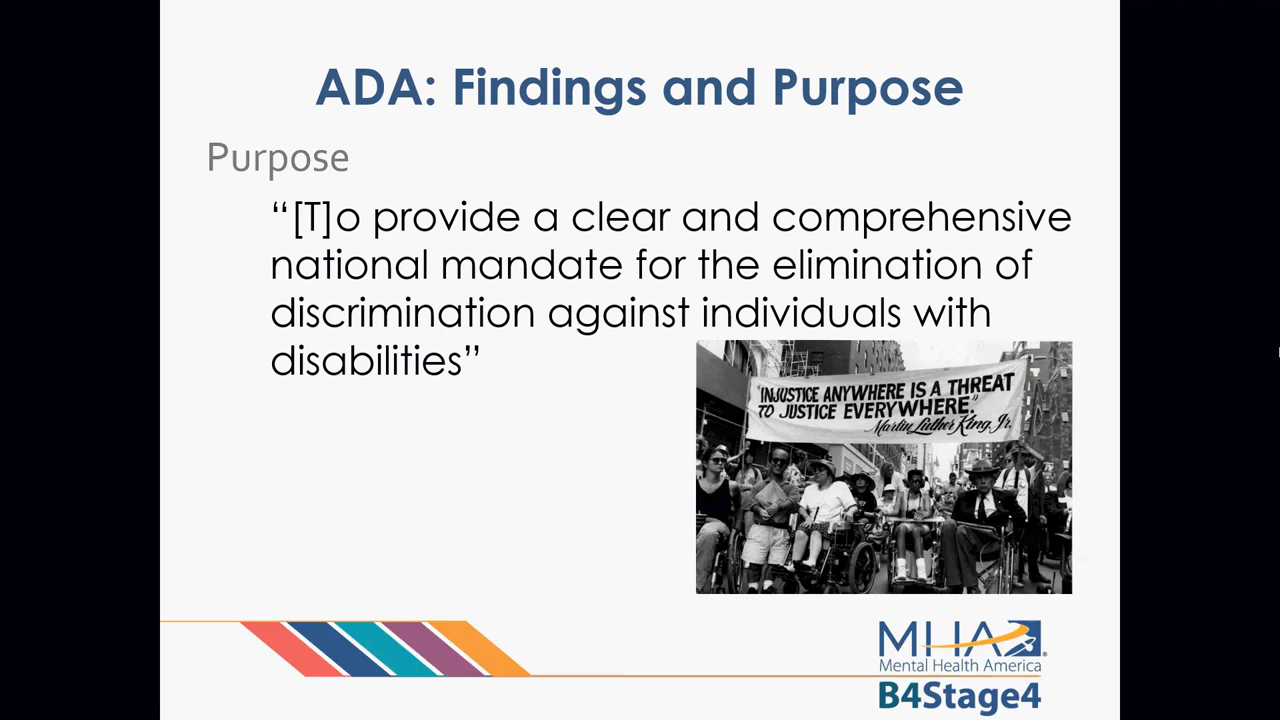 ADA: Findings and Purpose
Purpose
“[T]o provide a clear and comprehensive
national mandate for the elimination of
discrimination against individuals with
disabilities”
"INJUSTICE ANYWHERE IS A THREAT
TO JUSTICE EVERYWHERE."
Martin Luther King, Jr.
MHA®
Mental Health America
B4Stage4